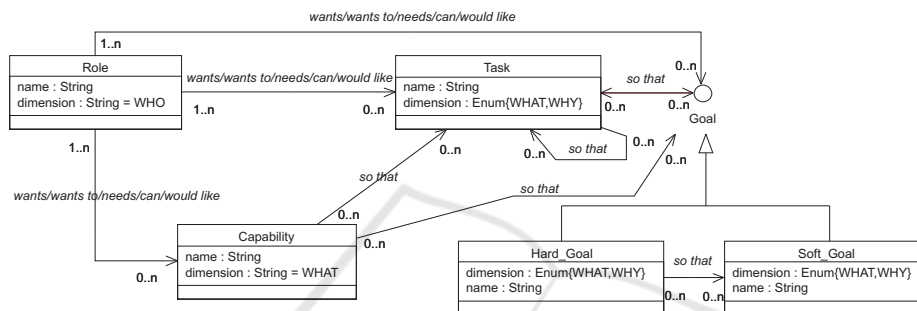 wants/wants to/needs/can/would like
1..n
0..n
Role
name : String
dimension : String = WHO
wants/wants to/needs/can/would like
1..n
0..n
Task
name : String
dimension : Enum{WHAT,WHY}
so that
0..n
0..n
Goal
1..n
0..n
0..n
0..n
so that
0..n
so that
wants/wants to/needs/can/would like
0..n
0..n
0..n
Capability
name : String
dimension : String = WHAT
Hard_Goal
dimension : Enum{WHAT,WHY}
name : String
so that
0..n
0..n
Soft_Goal
dimension : Enum{WHAT,WHY}
name : String